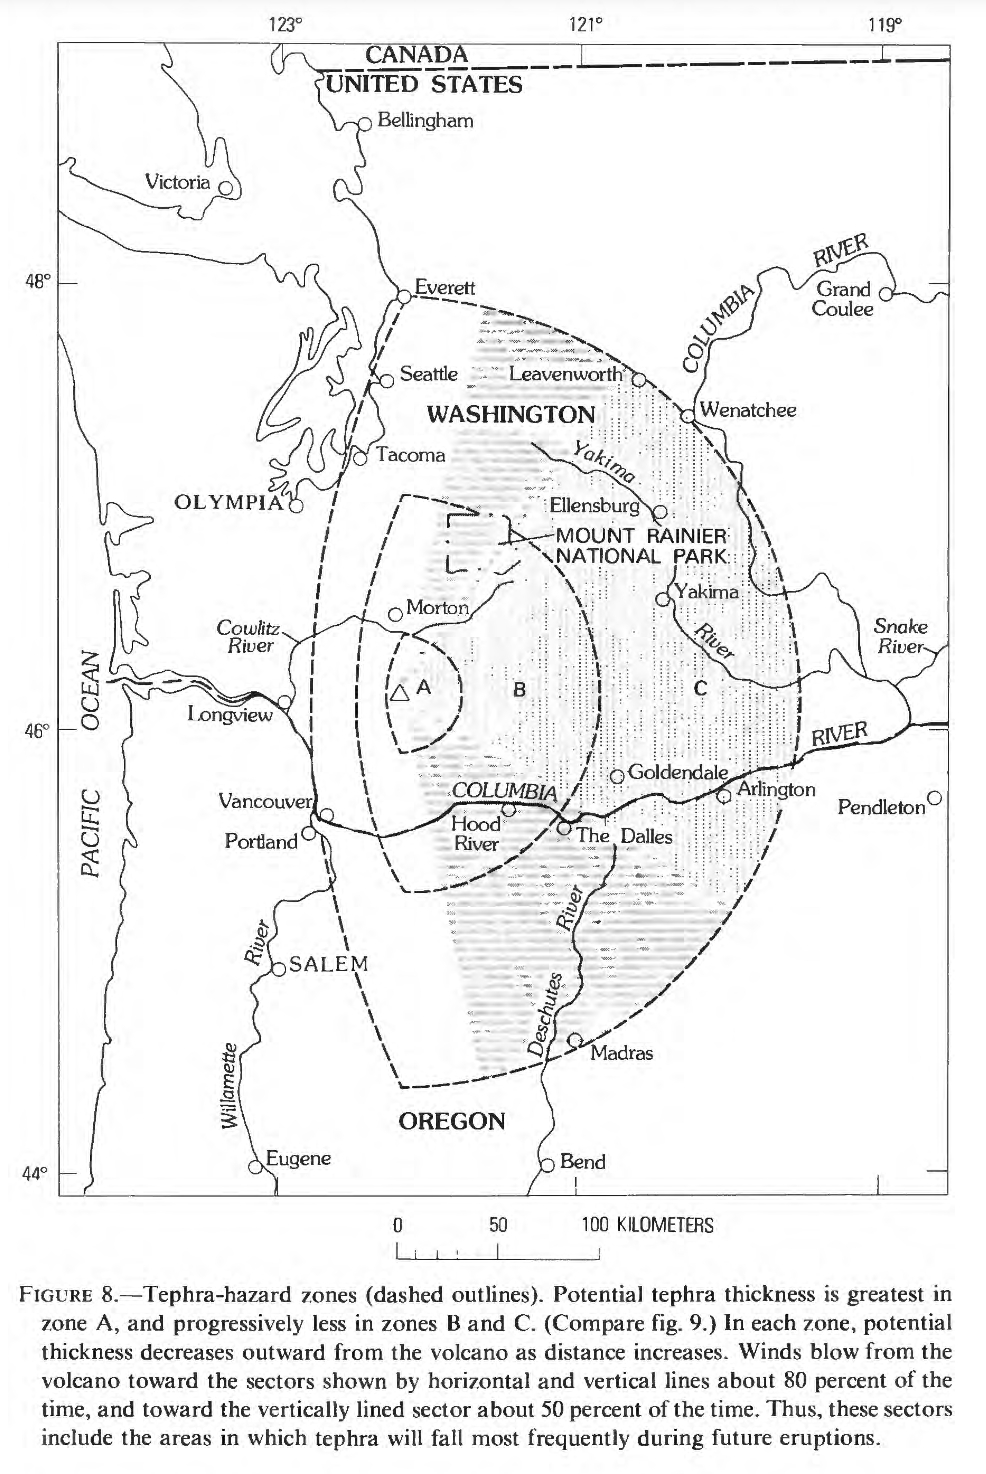 123° 121° 119°
CANADA
UNITED STATES
Bellingham
Victoria
48°
Everett
RIVER
Grand
Coulee
COLUMBIA
Seattle
Leavenworth
WASHINGTON
Wenatchee
Tacoma
Yakima
OLYMPIA
Ellensburg
MOUNT RAINIER
NATIONAL PARK
Morton
Yakima
Cowlitz
River
River
Snake
River
A
B
C
OCEAN
Longview
46°
RIVER
Goldendale
COLUMBIA
Arlington
Vancouver
Pendleton
Hood
River
The Dalles
Portland
PACIFIC
River
River
SALEM
Deschutes
Madras
Willamette
OREGON
Eugene
Bend
44°
0 50 100 KILOMETERS
FIGURE 8.—Tephra-hazard zones (dashed outlines). Potential tephra thickness is greatest in
zone A, and progressively less in zones B and C. (Compare fig. 9.) In each zone, potential
thickness decreases outward from the volcano as distance increases. Winds blow from the
volcano toward the sectors shown by horizontal and vertical lines about 80 percent of the
time, and toward the vertically lined sector about 50 percent of the time. Thus, these sectors
include the areas in which tephra will fall most frequently during future eruptions.